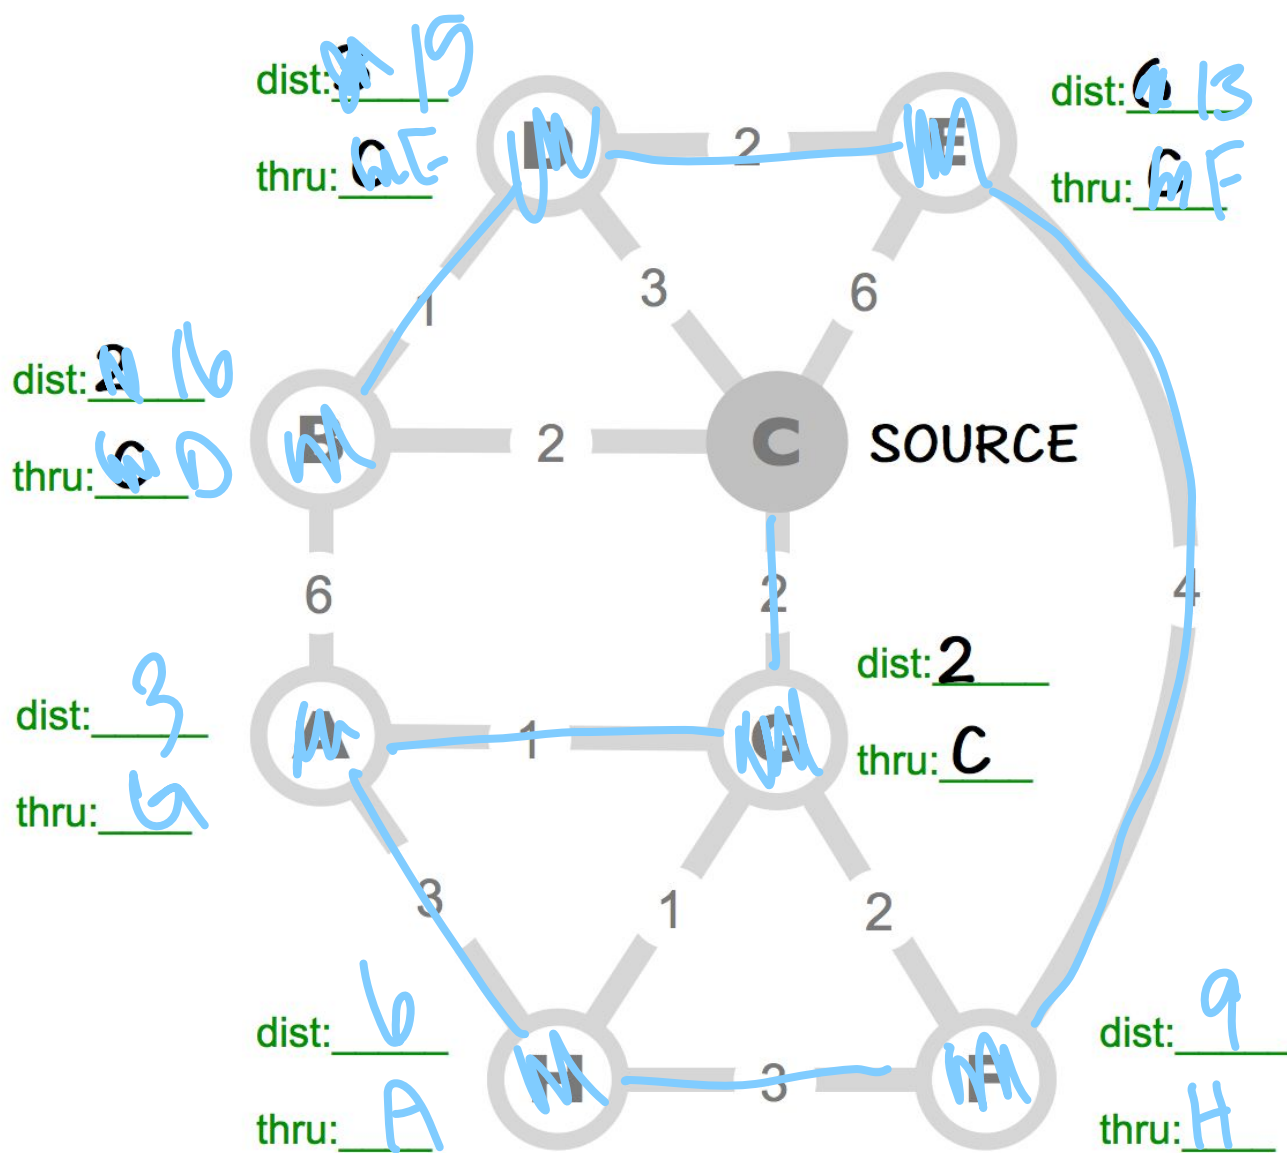 dist: 15
thru: E
D
2
E
dist: 13
thru: F
3
6
1
dist: 16
thru: D
B
2
C
SOURCE
6
2
4
dist: 3
thru: G
A
1
G
dist: 2
thru: C
3
1
2
dist: 6
thru: A
H
3
F
dist: 9
thru: H